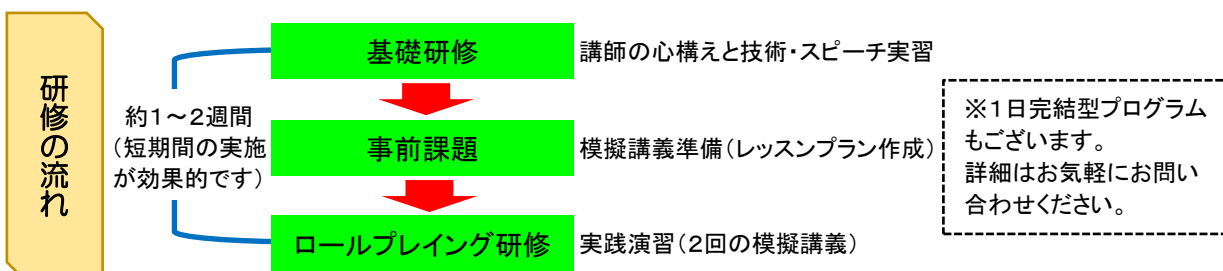 研修の流れ
約1～2週間
（短期間の実施
が効果的です）
基礎研修
講師の心構えと技術・スピーチ実習
事前課題
模擬講義準備（レッスンプラン作成）
ロールプレイング研修
実践演習（2回の模擬講義）
※1日完結型プログラム
もございます。
詳細はお気軽にお問い
合わせください。